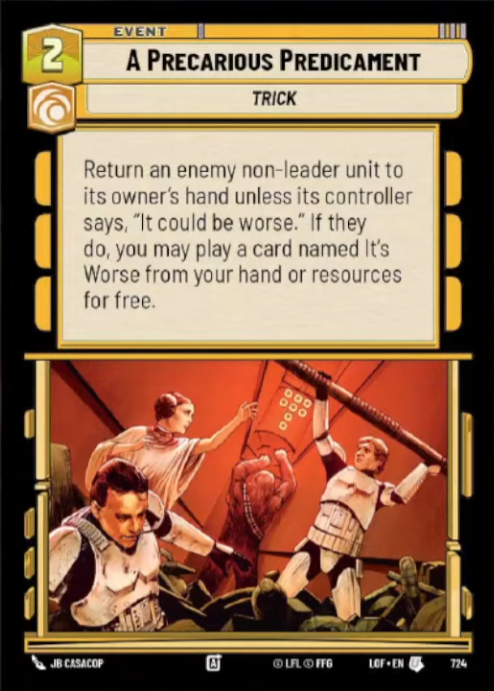 EVENT
2
A PRECARIOUS PREDICAMENT
TRICK
Return an enemy non-leader unit to
its owner's hand unless its controller
says, “It could be worse.” If they
do, you may play a card named It's
Worse from your hand or resources
for free.
JB CASACOP
A
© LFL © FFG
LOF • EN
724